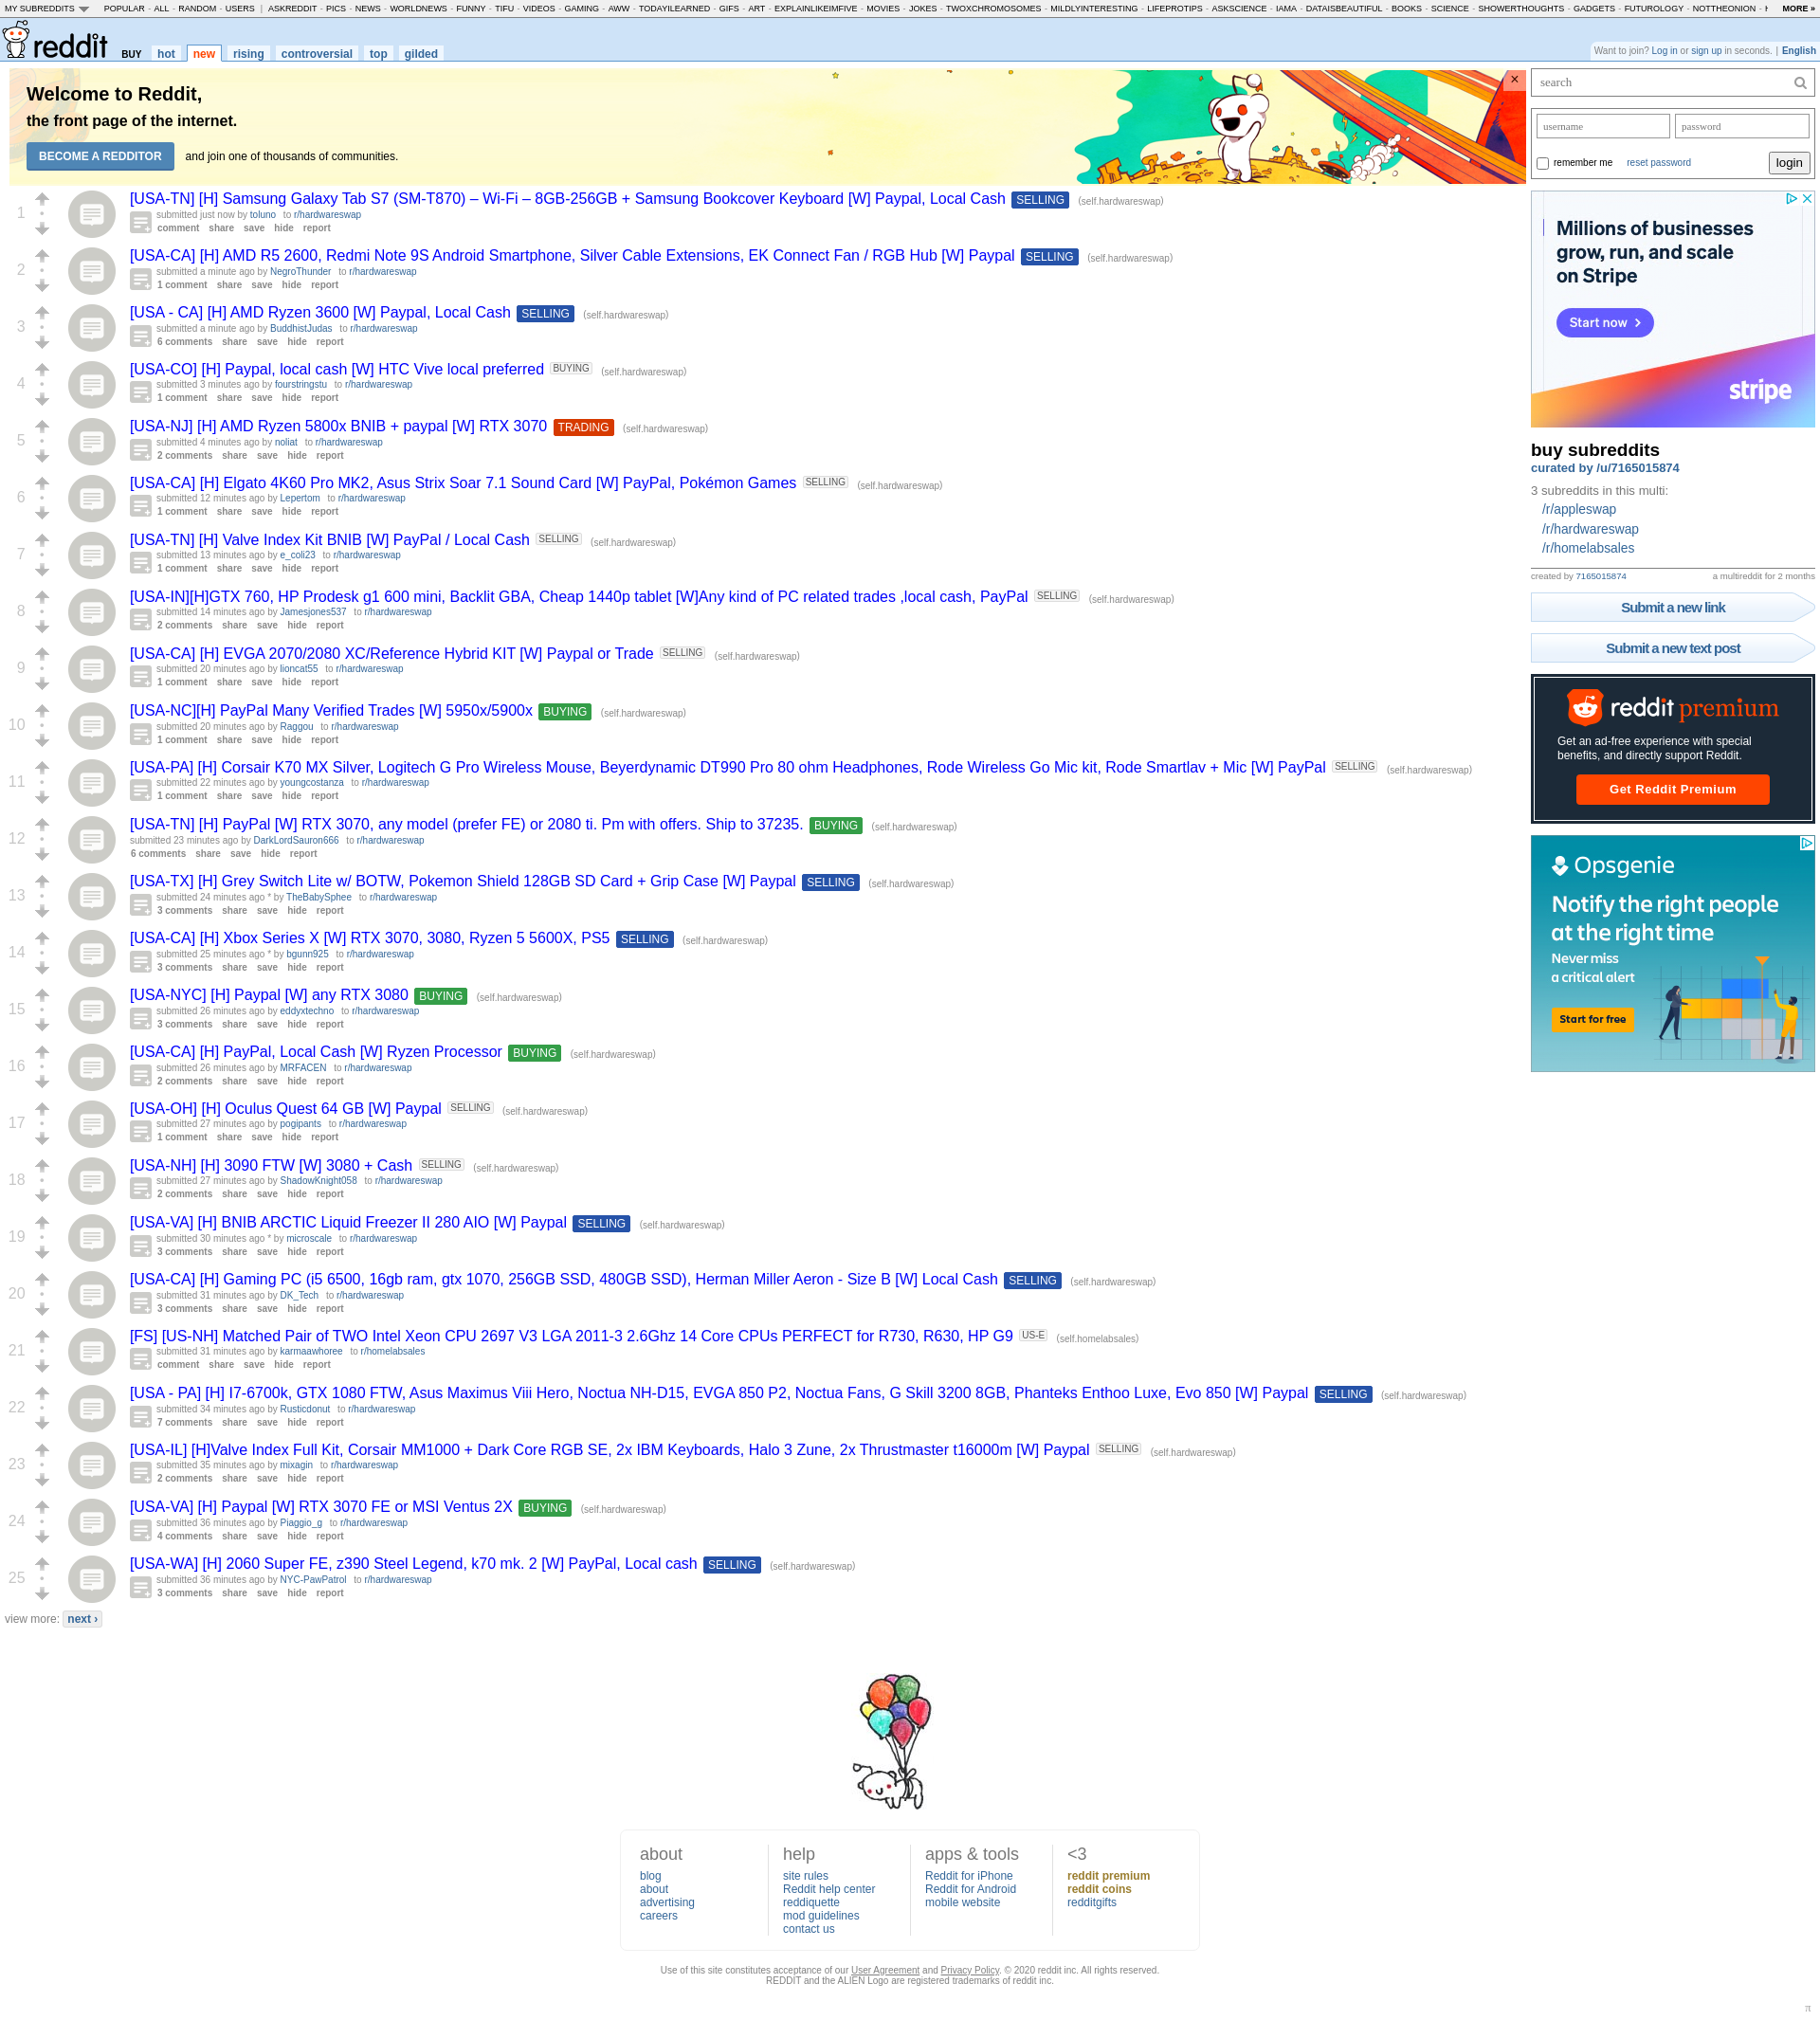 MY SUBREDDITS POPULAR - ALL - RANDOM - USERS | ASKREDDIT - PICS - NEWS - WORLDNEWS - FUNNY - TIFU - VIDEOS - GAMING - AWW - TODAYILEARNED - GIFS - ART - EXPLAINLIKEIMFIVE - MOVIES - JOKES - TWOXCHROMOSOMES - MILDLYINTERESTING - LIFEPROTIPS - ASKSCIENCE - IAMA - DATAISBEAUTIFUL - BOOKS - SCIENCE - SHOWERTHOUGHTS - GADGETS - FUTUROLOGY - NOTTHEONION - MORE »
reddit BUY hot new rising controversial top gilded
Want to join? Log in or sign up in seconds. | English
Welcome to Reddit,
the front page of the internet.
BECOME A REDDITOR and join one of thousands of communities.
×
1
[USA-TN] [H] Samsung Galaxy Tab S7 (SM-T870) – Wi-Fi – 8GB-256GB + Samsung Bookcover Keyboard [W] Paypal, Local Cash SELLING (self.hardwareswap)
submitted just now by toluno to r/hardwareswap
comment share save hide report
2
[USA-CA] [H] AMD R5 2600, Redmi Note 9S Android Smartphone, Silver Cable Extensions, EK Connect Fan / RGB Hub [W] Paypal SELLING (self.hardwareswap)
submitted a minute ago by NegroThunder to r/hardwareswap
1 comment share save hide report
3
[USA - CA] [H] AMD Ryzen 3600 [W] Paypal, Local Cash SELLING (self.hardwareswap)
submitted a minute ago by BuddhistJudas to r/hardwareswap
6 comments share save hide report
4
[USA-CO] [H] Paypal, local cash [W] HTC Vive local preferred BUYING (self.hardwareswap)
submitted 3 minutes ago by fourstringstu to r/hardwareswap
1 comment share save hide report
5
[USA-NJ] [H] AMD Ryzen 5800x BNIB + paypal [W] RTX 3070 TRADING (self.hardwareswap)
submitted 4 minutes ago by noliat to r/hardwareswap
2 comments share save hide report
6
[USA-CA] [H] Elgato 4K60 Pro MK2, Asus Strix Soar 7.1 Sound Card [W] PayPal, Pokémon Games SELLING (self.hardwareswap)
submitted 12 minutes ago by Lepertom to r/hardwareswap
1 comment share save hide report
7
[USA-TN] [H] Valve Index Kit BNIB [W] PayPal / Local Cash SELLING (self.hardwareswap)
submitted 13 minutes ago by e_coli23 to r/hardwareswap
1 comment share save hide report
8
[USA-IN][H]GTX 760, HP Prodesk g1 600 mini, Backlit GBA, Cheap 1440p tablet [W]Any kind of PC related trades ,local cash, PayPal SELLING (self.hardwareswap)
submitted 14 minutes ago by Jamesjones537 to r/hardwareswap
2 comments share save hide report
9
[USA-CA] [H] EVGA 2070/2080 XC/Reference Hybrid KIT [W] Paypal or Trade SELLING (self.hardwareswap)
submitted 20 minutes ago by lioncat55 to r/hardwareswap
1 comment share save hide report
10
[USA-NC][H] PayPal Many Verified Trades [W] 5950x/5900x BUYING (self.hardwareswap)
submitted 20 minutes ago by Raggou to r/hardwareswap
1 comment share save hide report
11
[USA-PA] [H] Corsair K70 MX Silver, Logitech G Pro Wireless Mouse, Beyerdynamic DT990 Pro 80 ohm Headphones, Rode Wireless Go Mic kit, Rode Smartlav + Mic [W] PayPal SELLING (self.hardwareswap)
submitted 22 minutes ago by youngcostanza to r/hardwareswap
1 comment share save hide report
12
[USA-TN] [H] PayPal [W] RTX 3070, any model (prefer FE) or 2080 ti. Pm with offers. Ship to 37235. BUYING (self.hardwareswap)
submitted 23 minutes ago by DarkLordSauron666 to r/hardwareswap
6 comments share save hide report
13
[USA-TX] [H] Grey Switch Lite w/ BOTW, Pokemon Shield 128GB SD Card + Grip Case [W] Paypal SELLING (self.hardwareswap)
submitted 24 minutes ago * by TheBabySphee to r/hardwareswap
3 comments share save hide report
14
[USA-CA] [H] Xbox Series X [W] RTX 3070, 3080, Ryzen 5 5600X, PS5 SELLING (self.hardwareswap)
submitted 25 minutes ago * by bgunn925 to r/hardwareswap
3 comments share save hide report
15
[USA-NYC] [H] Paypal [W] any RTX 3080 BUYING (self.hardwareswap)
submitted 26 minutes ago by eddyxtechno to r/hardwareswap
3 comments share save hide report
16
[USA-CA] [H] PayPal, Local Cash [W] Ryzen Processor BUYING (self.hardwareswap)
submitted 26 minutes ago by MRFACEN to r/hardwareswap
2 comments share save hide report
17
[USA-OH] [H] Oculus Quest 64 GB [W] Paypal SELLING (self.hardwareswap)
submitted 27 minutes ago by pogipants to r/hardwareswap
1 comment share save hide report
18
[USA-NH] [H] 3090 FTW [W] 3080 + Cash SELLING (self.hardwareswap)
submitted 27 minutes ago by ShadowKnight058 to r/hardwareswap
2 comments share save hide report
19
[USA-VA] [H] BNIB ARCTIC Liquid Freezer II 280 AIO [W] Paypal SELLING (self.hardwareswap)
submitted 30 minutes ago * by microscale to r/hardwareswap
3 comments share save hide report
20
[USA-CA] [H] Gaming PC (i5 6500, 16gb ram, gtx 1070, 256GB SSD, 480GB SSD), Herman Miller Aeron - Size B [W] Local Cash SELLING (self.hardwareswap)
submitted 31 minutes ago by DK_Tech to r/hardwareswap
3 comments share save hide report
21
[FS] [US-NH] Matched Pair of TWO Intel Xeon CPU 2697 V3 LGA 2011-3 2.6Ghz 14 Core CPUs PERFECT for R730, R630, HP G9 US-E (self.homelabsales)
submitted 31 minutes ago by karmaawhoree to r/homelabsales
comment share save hide report
22
[USA - PA] [H] I7-6700k, GTX 1080 FTW, Asus Maximus Viii Hero, Noctua NH-D15, EVGA 850 P2, Noctua Fans, G Skill 3200 8GB, Phanteks Enthoo Luxe, Evo 850 [W] Paypal SELLING (self.hardwareswap)
submitted 34 minutes ago by Rusticdonut to r/hardwareswap
7 comments share save hide report
23
[USA-IL] [H]Valve Index Full Kit, Corsair MM1000 + Dark Core RGB SE, 2x IBM Keyboards, Halo 3 Zune, 2x Thrustmaster t16000m [W] Paypal SELLING (self.hardwareswap)
submitted 35 minutes ago by mixagin to r/hardwareswap
2 comments share save hide report
24
[USA-VA] [H] Paypal [W] RTX 3070 FE or MSI Ventus 2X BUYING (self.hardwareswap)
submitted 36 minutes ago by Piaggio_g to r/hardwareswap
4 comments share save hide report
25
[USA-WA] [H] 2060 Super FE, z390 Steel Legend, k70 mk. 2 [W] PayPal, Local cash SELLING (self.hardwareswap)
submitted 36 minutes ago by NYC-PawPatrol to r/hardwareswap
3 comments share save hide report
view more: next ›
search
username password
remember me reset password login
Millions of businesses
grow, run, and scale
on Stripe
Start now
stripe
buy subreddits
curated by /u/7165015874
3 subreddits in this multi:
/r/appleswap
/r/hardwareswap
/r/homelabsales
created by 7165015874 a multireddit for 2 months
Submit a new link
Submit a new text post
reddit premium
Get an ad-free experience with special
benefits, and directly support Reddit.
Get Reddit Premium
Opsgenie
Notify the right people
at the right time
Never miss
a critical alert
Start for free
about
blog
about
advertising
careers
help
site rules
Reddit help center
reddiquette
mod guidelines
contact us
apps & tools
Reddit for iPhone
Reddit for Android
mobile website
<3
reddit premium
reddit coins
redditgifts
Use of this site constitutes acceptance of our User Agreement and Privacy Policy. © 2020 reddit inc. All rights reserved.
REDDIT and the ALIEN Logo are registered trademarks of reddit inc.
π